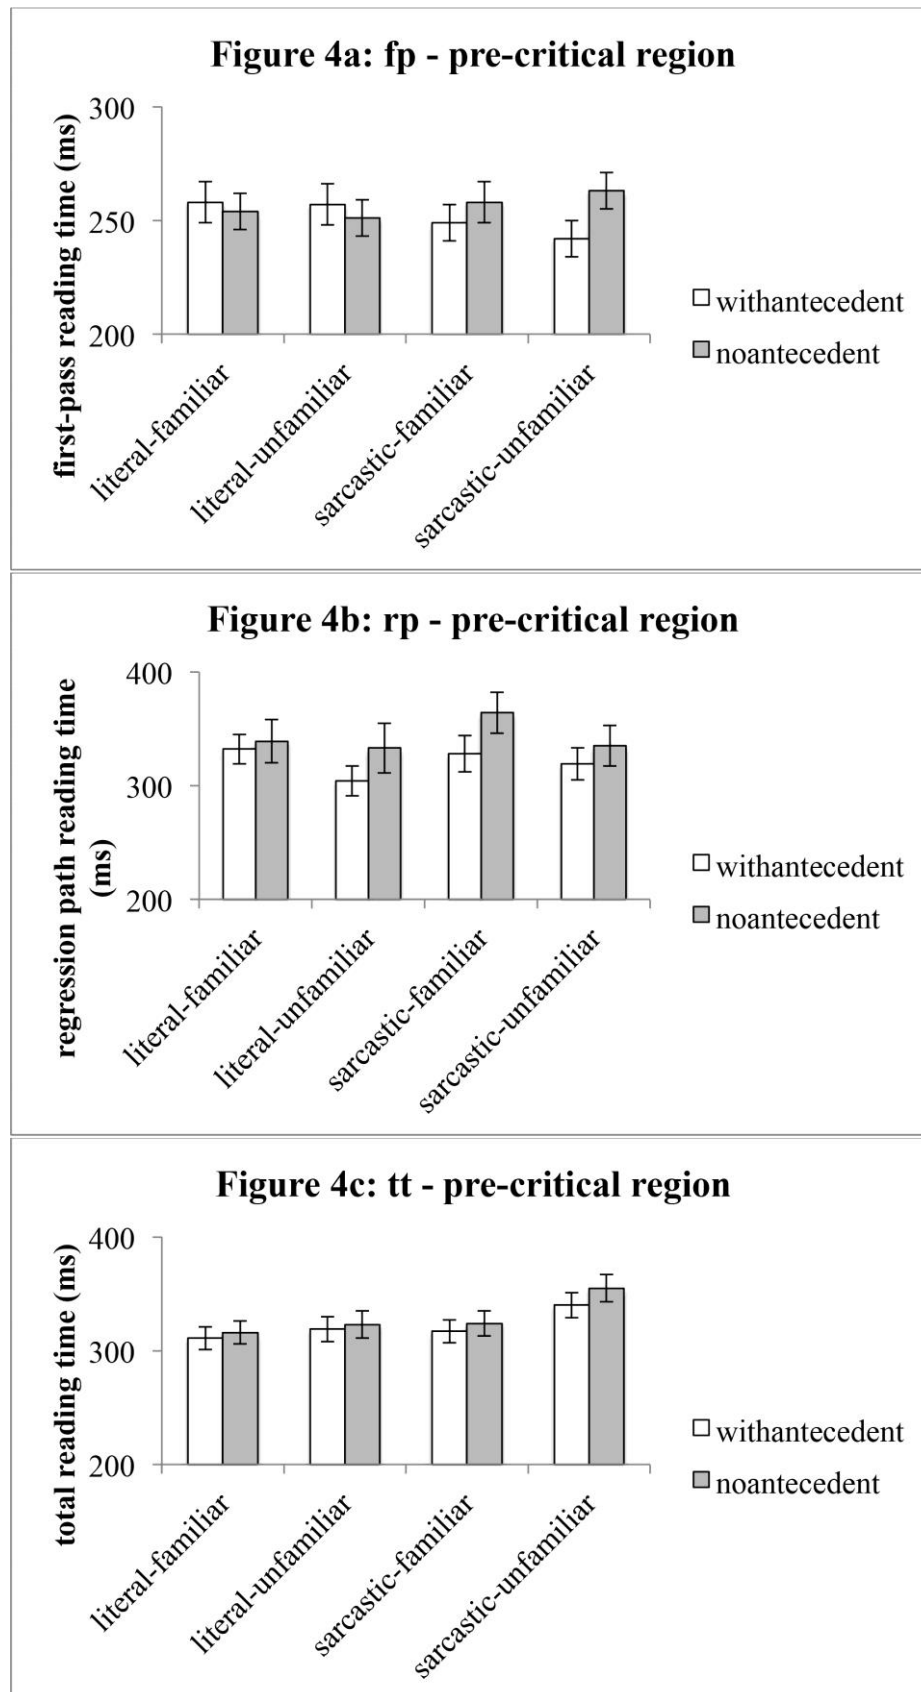 Figure 4a: fp - pre-critical region
first-pass reading time (ms)
300
250
200
literal-familiar
literal-unfamiliar
sarcastic-familiar
sarcastic-unfamiliar
withantecedent
noantecedent
Figure 4b: rp - pre-critical region
regression path reading time
(ms)
400
300
200
literal-familiar
literal-unfamiliar
sarcastic-familiar
sarcastic-unfamiliar
withantecedent
noantecedent
Figure 4c: tt - pre-critical region
total reading time (ms)
400
300
200
literal-familiar
literal-unfamiliar
sarcastic-familiar
sarcastic-unfamiliar
withantecedent
noantecedent